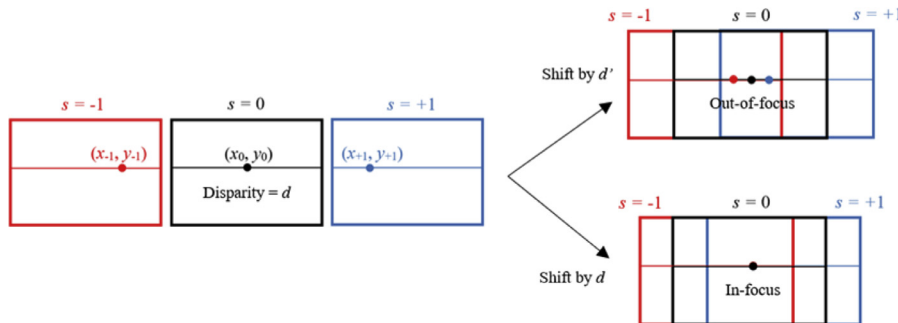 s = -1
s = 0
s = +1
(x-1, y-1)
(x0, y0)
(x+1, y+1)
Disparity = d
Shift by d’
s = -1
s = 0
s = +1
Out-of-focus
Shift by d
s = -1
s = 0
s = +1
In-focus